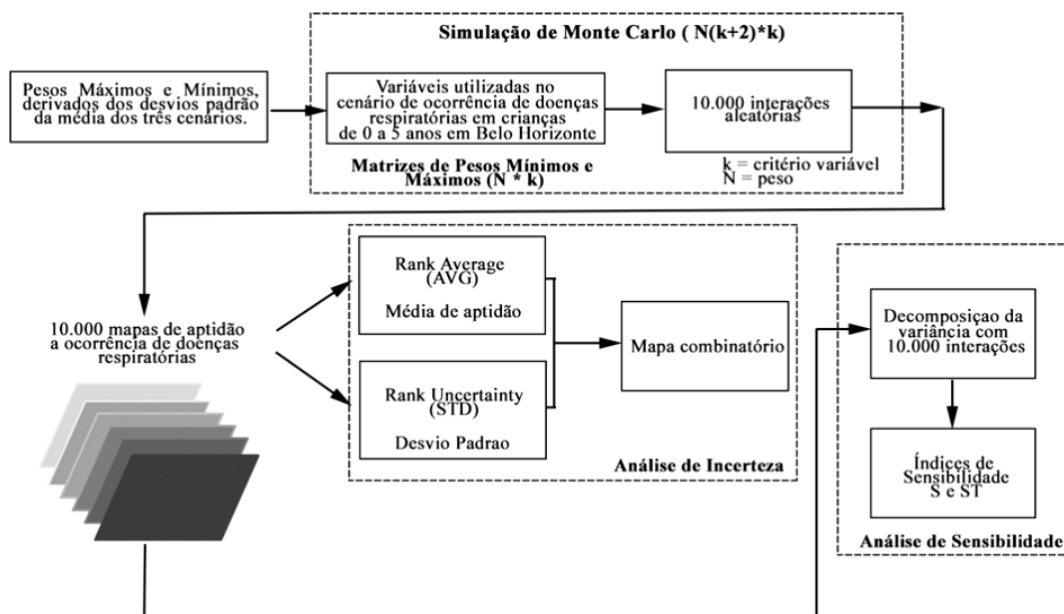 Simulação de Monte Carlo ( N(k+2)*k)
Pesos Máximos e Mínimos,
derivados dos desvios padrão
da média dos três cenários.
Variáveis utilizadas no
cenário de ocorrência de doenças
respiratórias em crianças
de 0 a 5 anos em Belo Horizonte
10.000 interações
aleatórias
Matrizes de Pesos Mínimos e
Máximos (N * k)
k = critério variável
N = peso
10.000 mapas de aptidão
a ocorrência de doenças
respiratórias
Rank Average
(AVG)
Média de aptidão
Rank Uncertainty
(STD)
Desvio Padrao
Mapa combinatório
Análise de Incerteza
Decomposiçao da
variância com
10.000 interações
Índices de
Sensibilidade
S e ST
Análise de Sensibilidade